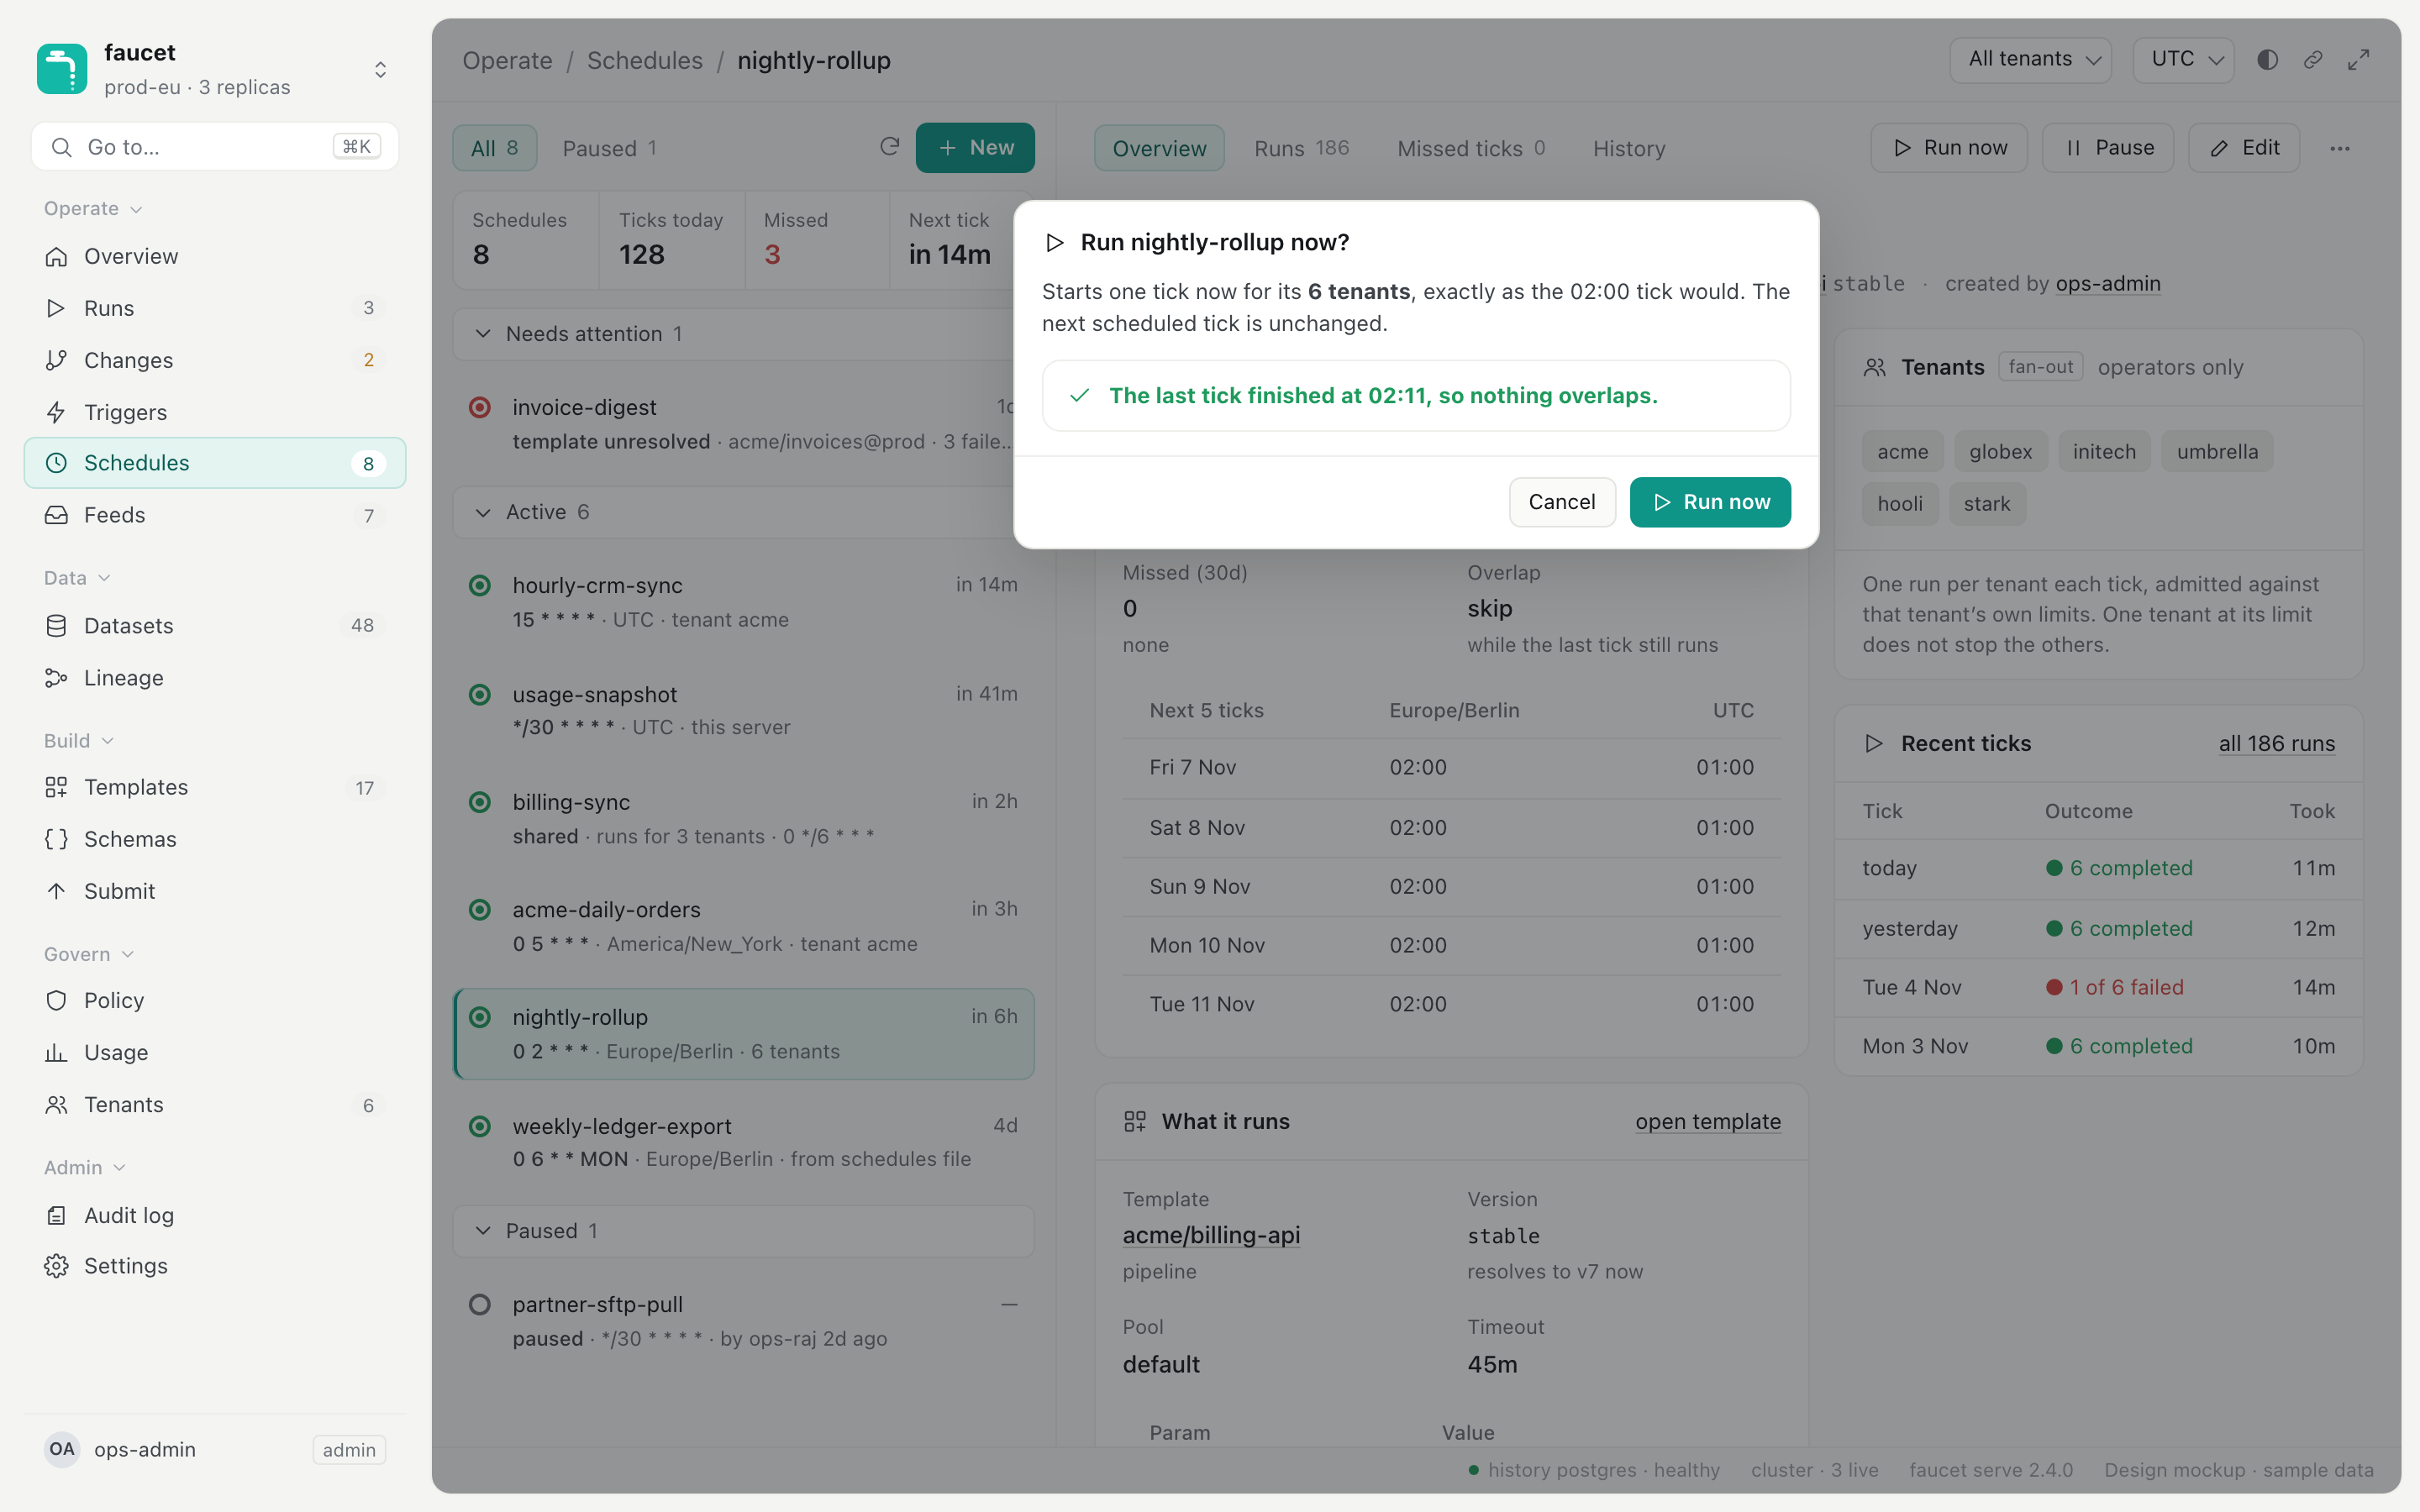 faucet
prod-eu · 3 replicas
Go to...
⌘K
Operate
Overview
Runs 3
Changes 2
Triggers
Schedules 8
Feeds 7
Data
Datasets 48
Lineage
Build
Templates 17
Schemas
Submit
Govern
Policy
Usage
Tenants 6
Admin
Audit log
Settings
OA ops-admin admin
Operate / Schedules / nightly-rollup
All tenants
UTC
All 8
Paused 1
New
Schedules
8
Ticks today
128
Missed
3
Next tick
in 14m
Needs attention 1
invoice-digest
template unresolved · acme/invoices@prod · 3 faile...
Active 6
hourly-crm-sync in 14m
15 * * * * · UTC · tenant acme
usage-snapshot in 41m
*/30 * * * * · UTC · this server
billing-sync in 2h
shared · runs for 3 tenants · 0 */6 * * *
acme-daily-orders in 3h
0 5 * * * · America/New_York · tenant acme
nightly-rollup in 6h
0 2 * * * · Europe/Berlin · 6 tenants
weekly-ledger-export 4d
0 6 * * MON · Europe/Berlin · from schedules file
Paused 1
partner-sftp-pull —
paused · */30 * * * * · by ops-raj 2d ago
Overview
Runs 186
Missed ticks 0
History
Run now
Pause
Edit
stable · created by ops-admin
Run nightly-rollup now?
Starts one tick now for its 6 tenants, exactly as the 02:00 tick would. The
next scheduled tick is unchanged.
The last tick finished at 02:11, so nothing overlaps.
Cancel
Run now
Missed (30d)
0
none
Overlap
skip
while the last tick still runs
Next 5 ticks Europe/Berlin UTC
Fri 7 Nov 02:00 01:00
Sat 8 Nov 02:00 01:00
Sun 9 Nov 02:00 01:00
Mon 10 Nov 02:00 01:00
Tue 11 Nov 02:00 01:00
What it runs
open template
Template
acme/billing-api
pipeline
Version
stable
resolves to v7 now
Pool
default
Timeout
45m
Param Value
Tenants fan-out operators only
acme globex initech umbrella
hooli stark
One run per tenant each tick, admitted against
that tenant’s own limits. One tenant at its limit
does not stop the others.
Recent ticks
all 186 runs
Tick Outcome Took
today 6 completed 11m
yesterday 6 completed 12m
Tue 4 Nov 1 of 6 failed 14m
Mon 3 Nov 6 completed 10m
history postgres · healthy
cluster · 3 live
faucet serve 2.4.0
Design mockup · sample data